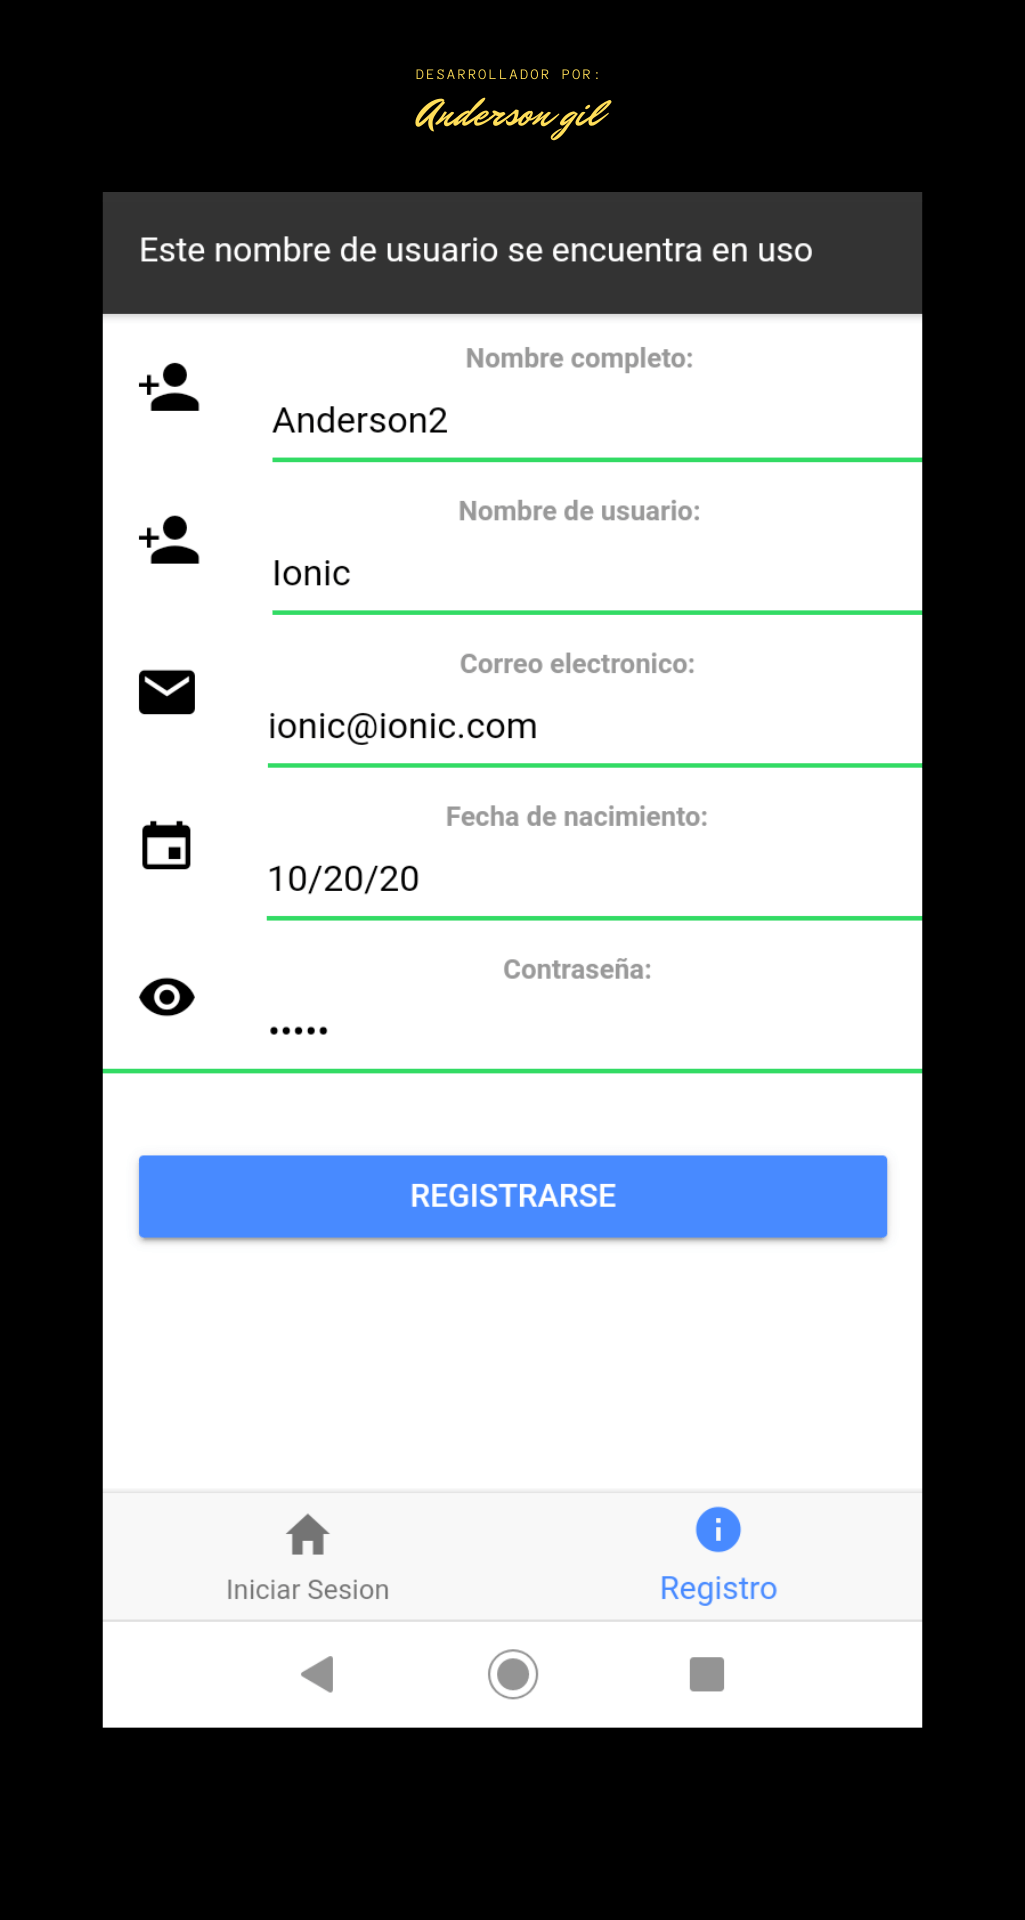 DESARROLLADOR POR:
Anderson gil
Este nombre de usuario se encuentra en uso
Nombre completo:
Anderson2
Nombre de usuario:
Ionic
Correo electronico:
ionic@ionic.com
Fecha de nacimiento:
10/20/20
Contraseña:
•••••
REGISTRARSE
Iniciar Sesion
Registro